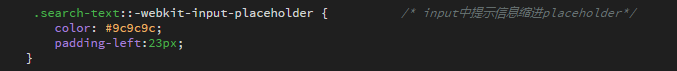 .search-text::-webkit-input-placeholder { /* input中提示信息缩进placeholder*/
color: #9c9c9c;
padding-left:23px;
}